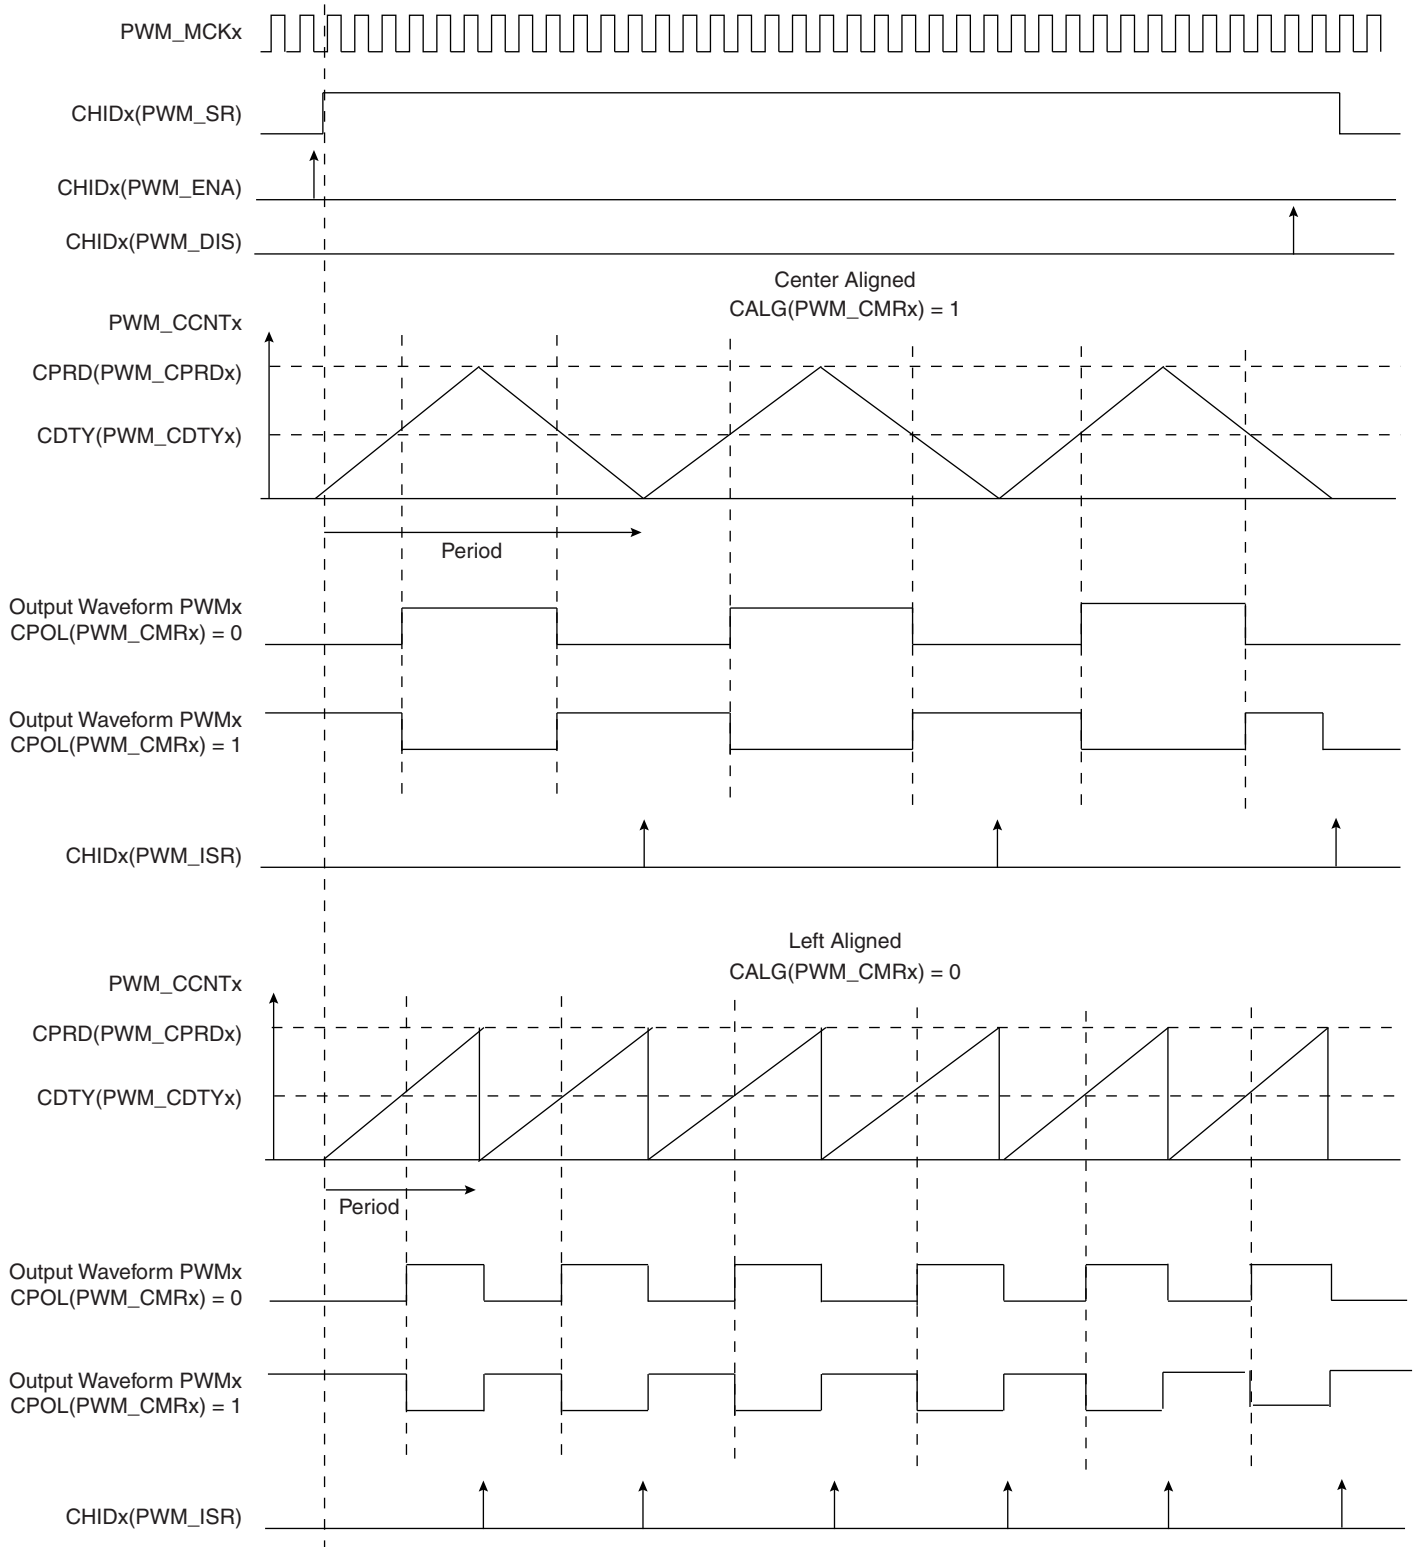 PWM_MCKx
CHIDx(PWM_SR)
CHIDx(PWM_ENA)
CHIDx(PWM_DIS)
Center Aligned
CALG(PWM_CMRx) = 1
PWM_CCNTx
CPRD(PWM_CPRDx)
CDTY(PWM_CDTYx)
Period
Output Waveform PWMx
CPOL(PWM_CMRx) = 0
Output Waveform PWMx
CPOL(PWM_CMRx) = 1
CHIDx(PWM_ISR)
Left Aligned
CALG(PWM_CMRx) = 0
PWM_CCNTx
CPRD(PWM_CPRDx)
CDTY(PWM_CDTYx)
Period
Output Waveform PWMx
CPOL(PWM_CMRx) = 0
Output Waveform PWMx
CPOL(PWM_CMRx) = 1
CHIDx(PWM_ISR)